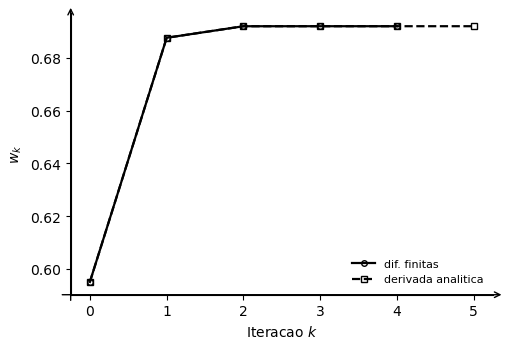 0.68
0.66
0.64
0.62
0.60
w_k
dif. finitas
derivada analitica
0 1 2 3 4 5
Iteracao k